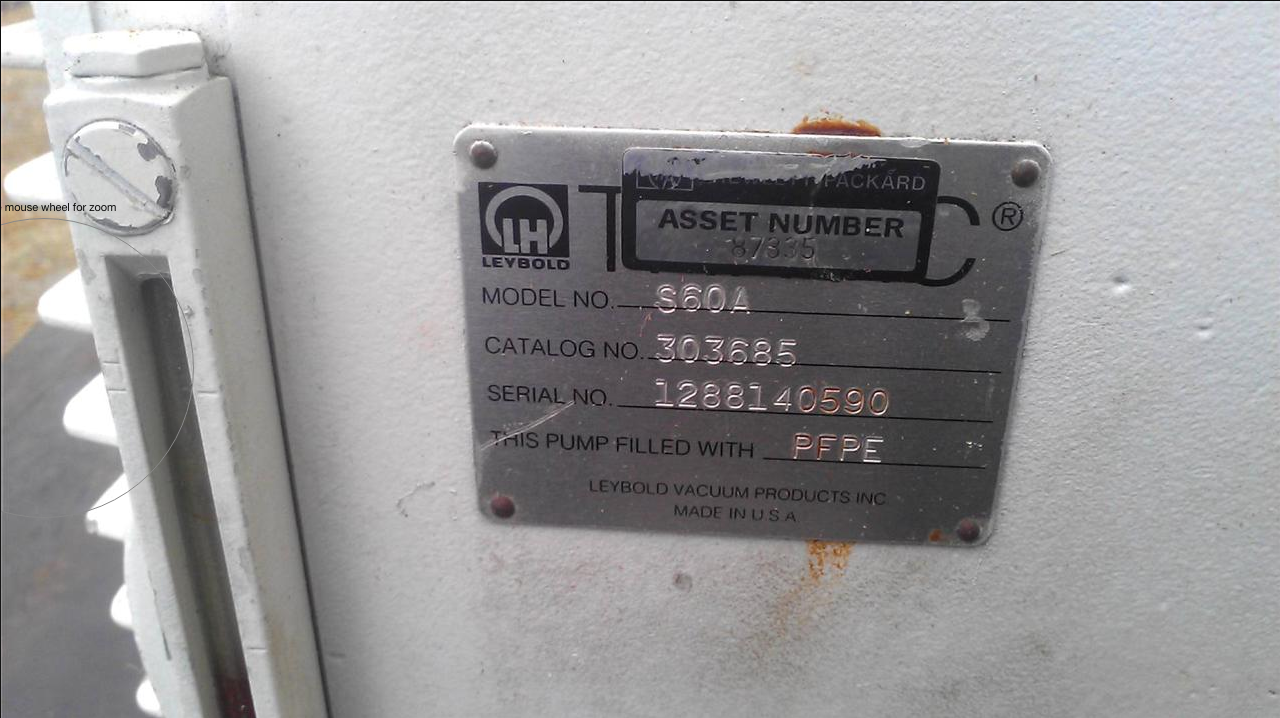 mouse wheel for zoom
PACKARD
ASSET NUMBER
87335
LH
LEYBOLD
®
MODEL NO. S60A
CATALOG NO. 303685
SERIAL NO. 1288140590
THIS PUMP FILLED WITH PFPE
LEYBOLD VACUUM PRODUCTS INC
MADE IN U.S.A.